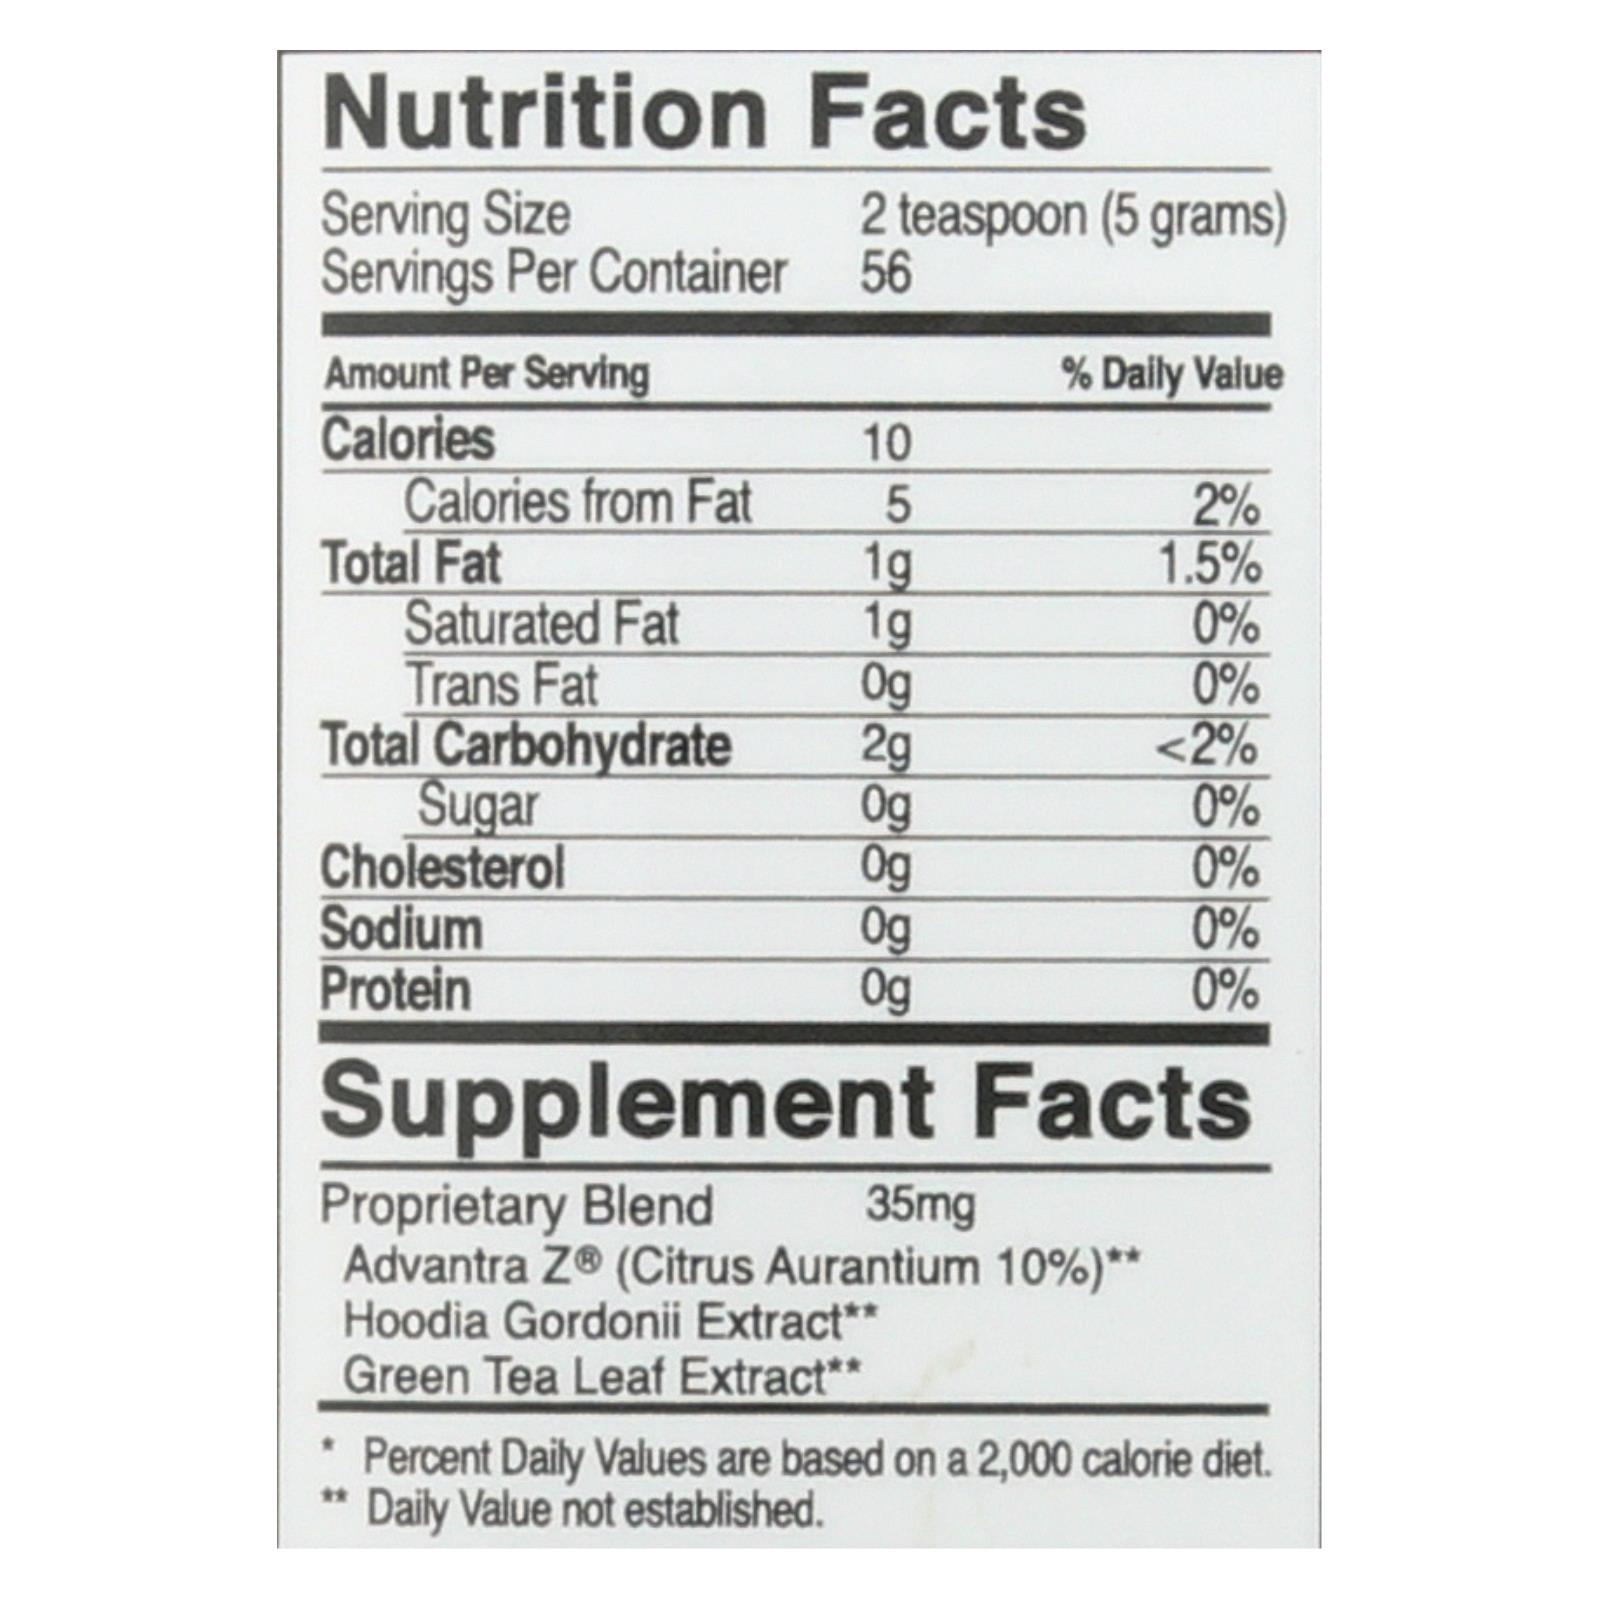 Nutrition Facts
Serving Size 2 teaspoon (5 grams)
Servings Per Container 56
Amount Per Serving % Daily Value
Calories 10
Calories from Fat 5 2%
Total Fat 1g 1.5%
Saturated Fat 1g 0%
Trans Fat 0g 0%
Total Carbohydrate 2g <2%
Sugar 0g 0%
Cholesterol 0g 0%
Sodium 0g 0%
Protein 0g 0%
Supplement Facts
Proprietary Blend 35mg
Advantra Z® (Citrus Aurantium 10%)**
Hoodia Gordonii Extract**
Green Tea Leaf Extract**
* Percent Daily Values are based on a 2,000 calorie diet.
** Daily Value not established.